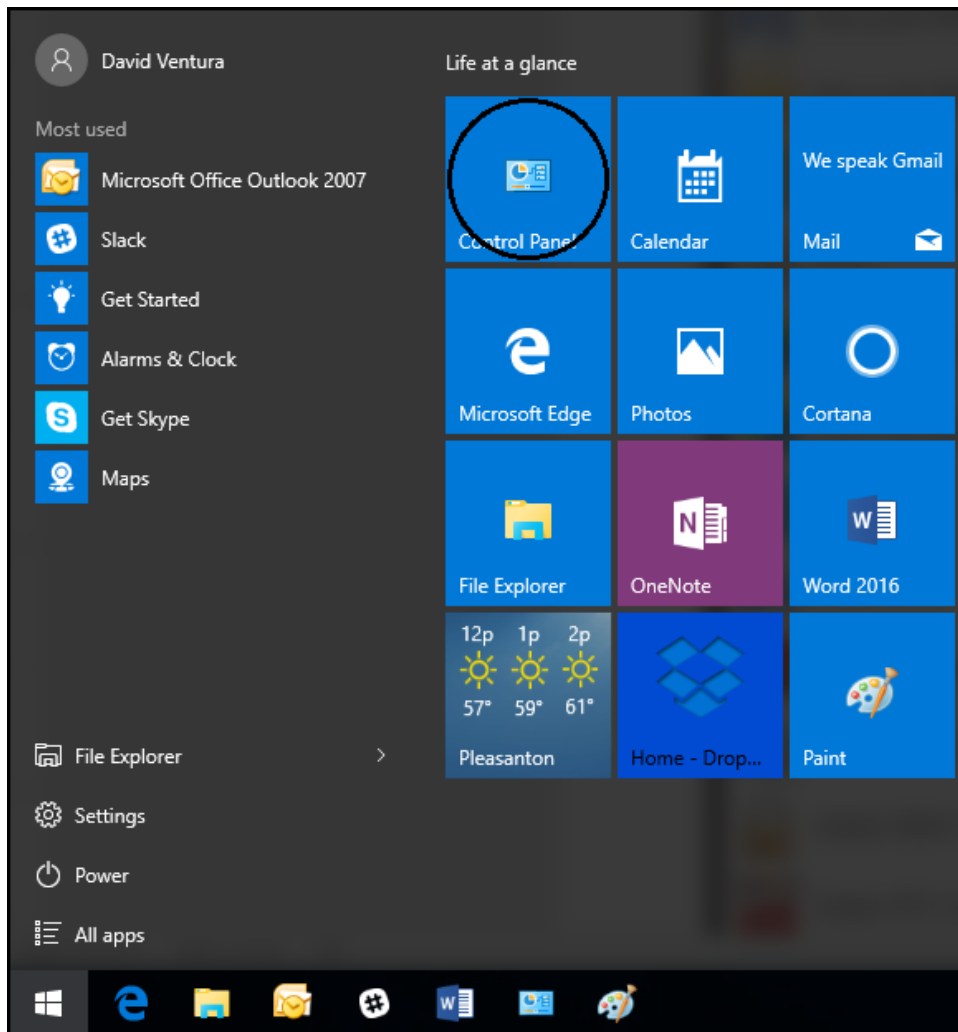 David Ventura
Most used
Microsoft Office Outlook 2007
Slack
Get Started
Alarms & Clock
Get Skype
Maps
File Explorer
Settings
Power
All apps
Life at a glance
Control Panel
Calendar
We speak Gmail
Mail
Microsoft Edge
Photos
Cortana
File Explorer
OneNote
Word 2016
12p 1p 2p
57° 59° 61°
Pleasanton
Home - Drop...
Paint